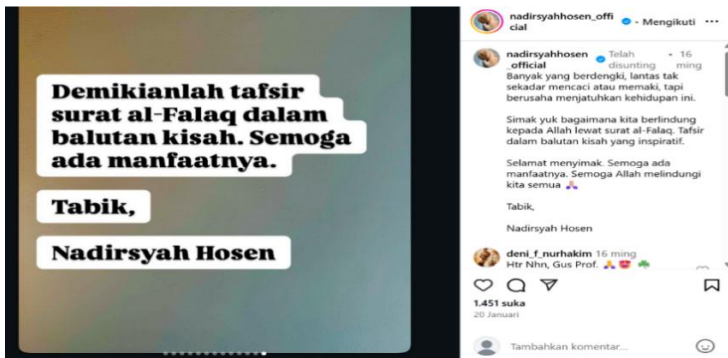 Demikianlah tafsir
surat al-Falaq dalam
balutan kisah. Semoga
ada manfaatnya.
Tabik,
Nadirsyah Hosen
nadirsyahhosen_offi
cial - Mengikuti
nadirsyahhosen
_official
Telah
disunting
- 16
ming
Banyak yang berdengki, lantas tak
sekadar mencaci atau memaki, tapi
berusaha menjatuhkan kehidupan ini.
Simak yuk bagaimana kita berlindung
kepada Allah lewat surat al-Falaq. Tafsir
dalam balutan kisah yang inspiratif.
Selamat menyimak. Semoga ada
manfaatnya. Semoga Allah melindungi
kita semua 🙏
Tabik,
Nadirsyah Hosen
deni_f_nurhakim 16 ming
Htr Nhn, Gus Prof. 🙏 😍 ☘️
1.451 suka
20 Januari
Tambahkan komentar...